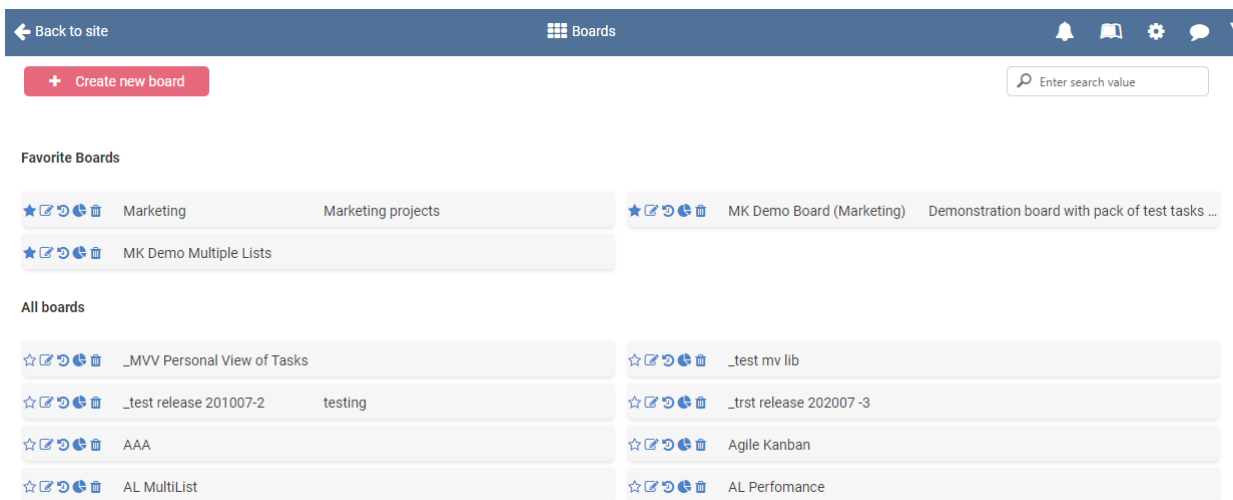 Back to site Boards
Create new board Enter search value
Favorite Boards
Marketing Marketing projects MK Demo Board (Marketing) Demonstration board with pack of test tasks ...
MK Demo Multiple Lists
All boards
_MVV Personal View of Tasks _test mv lib
_test release 201007-2 testing _trst release 202007 -3
AAA Agile Kanban
AL MultiList AL Perfomance